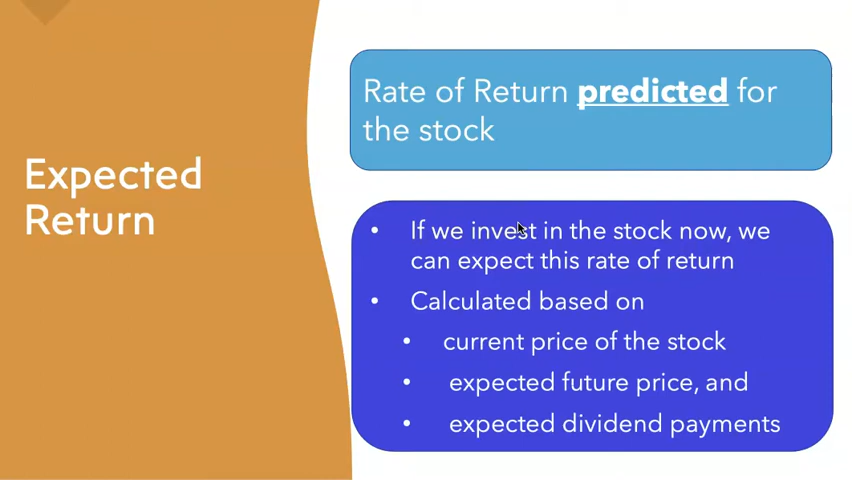 Expected
Return
Rate of Return predicted for
the stock
• If we invest in the stock now, we
can expect this rate of return
• Calculated based on
• current price of the stock
• expected future price, and
• expected dividend payments